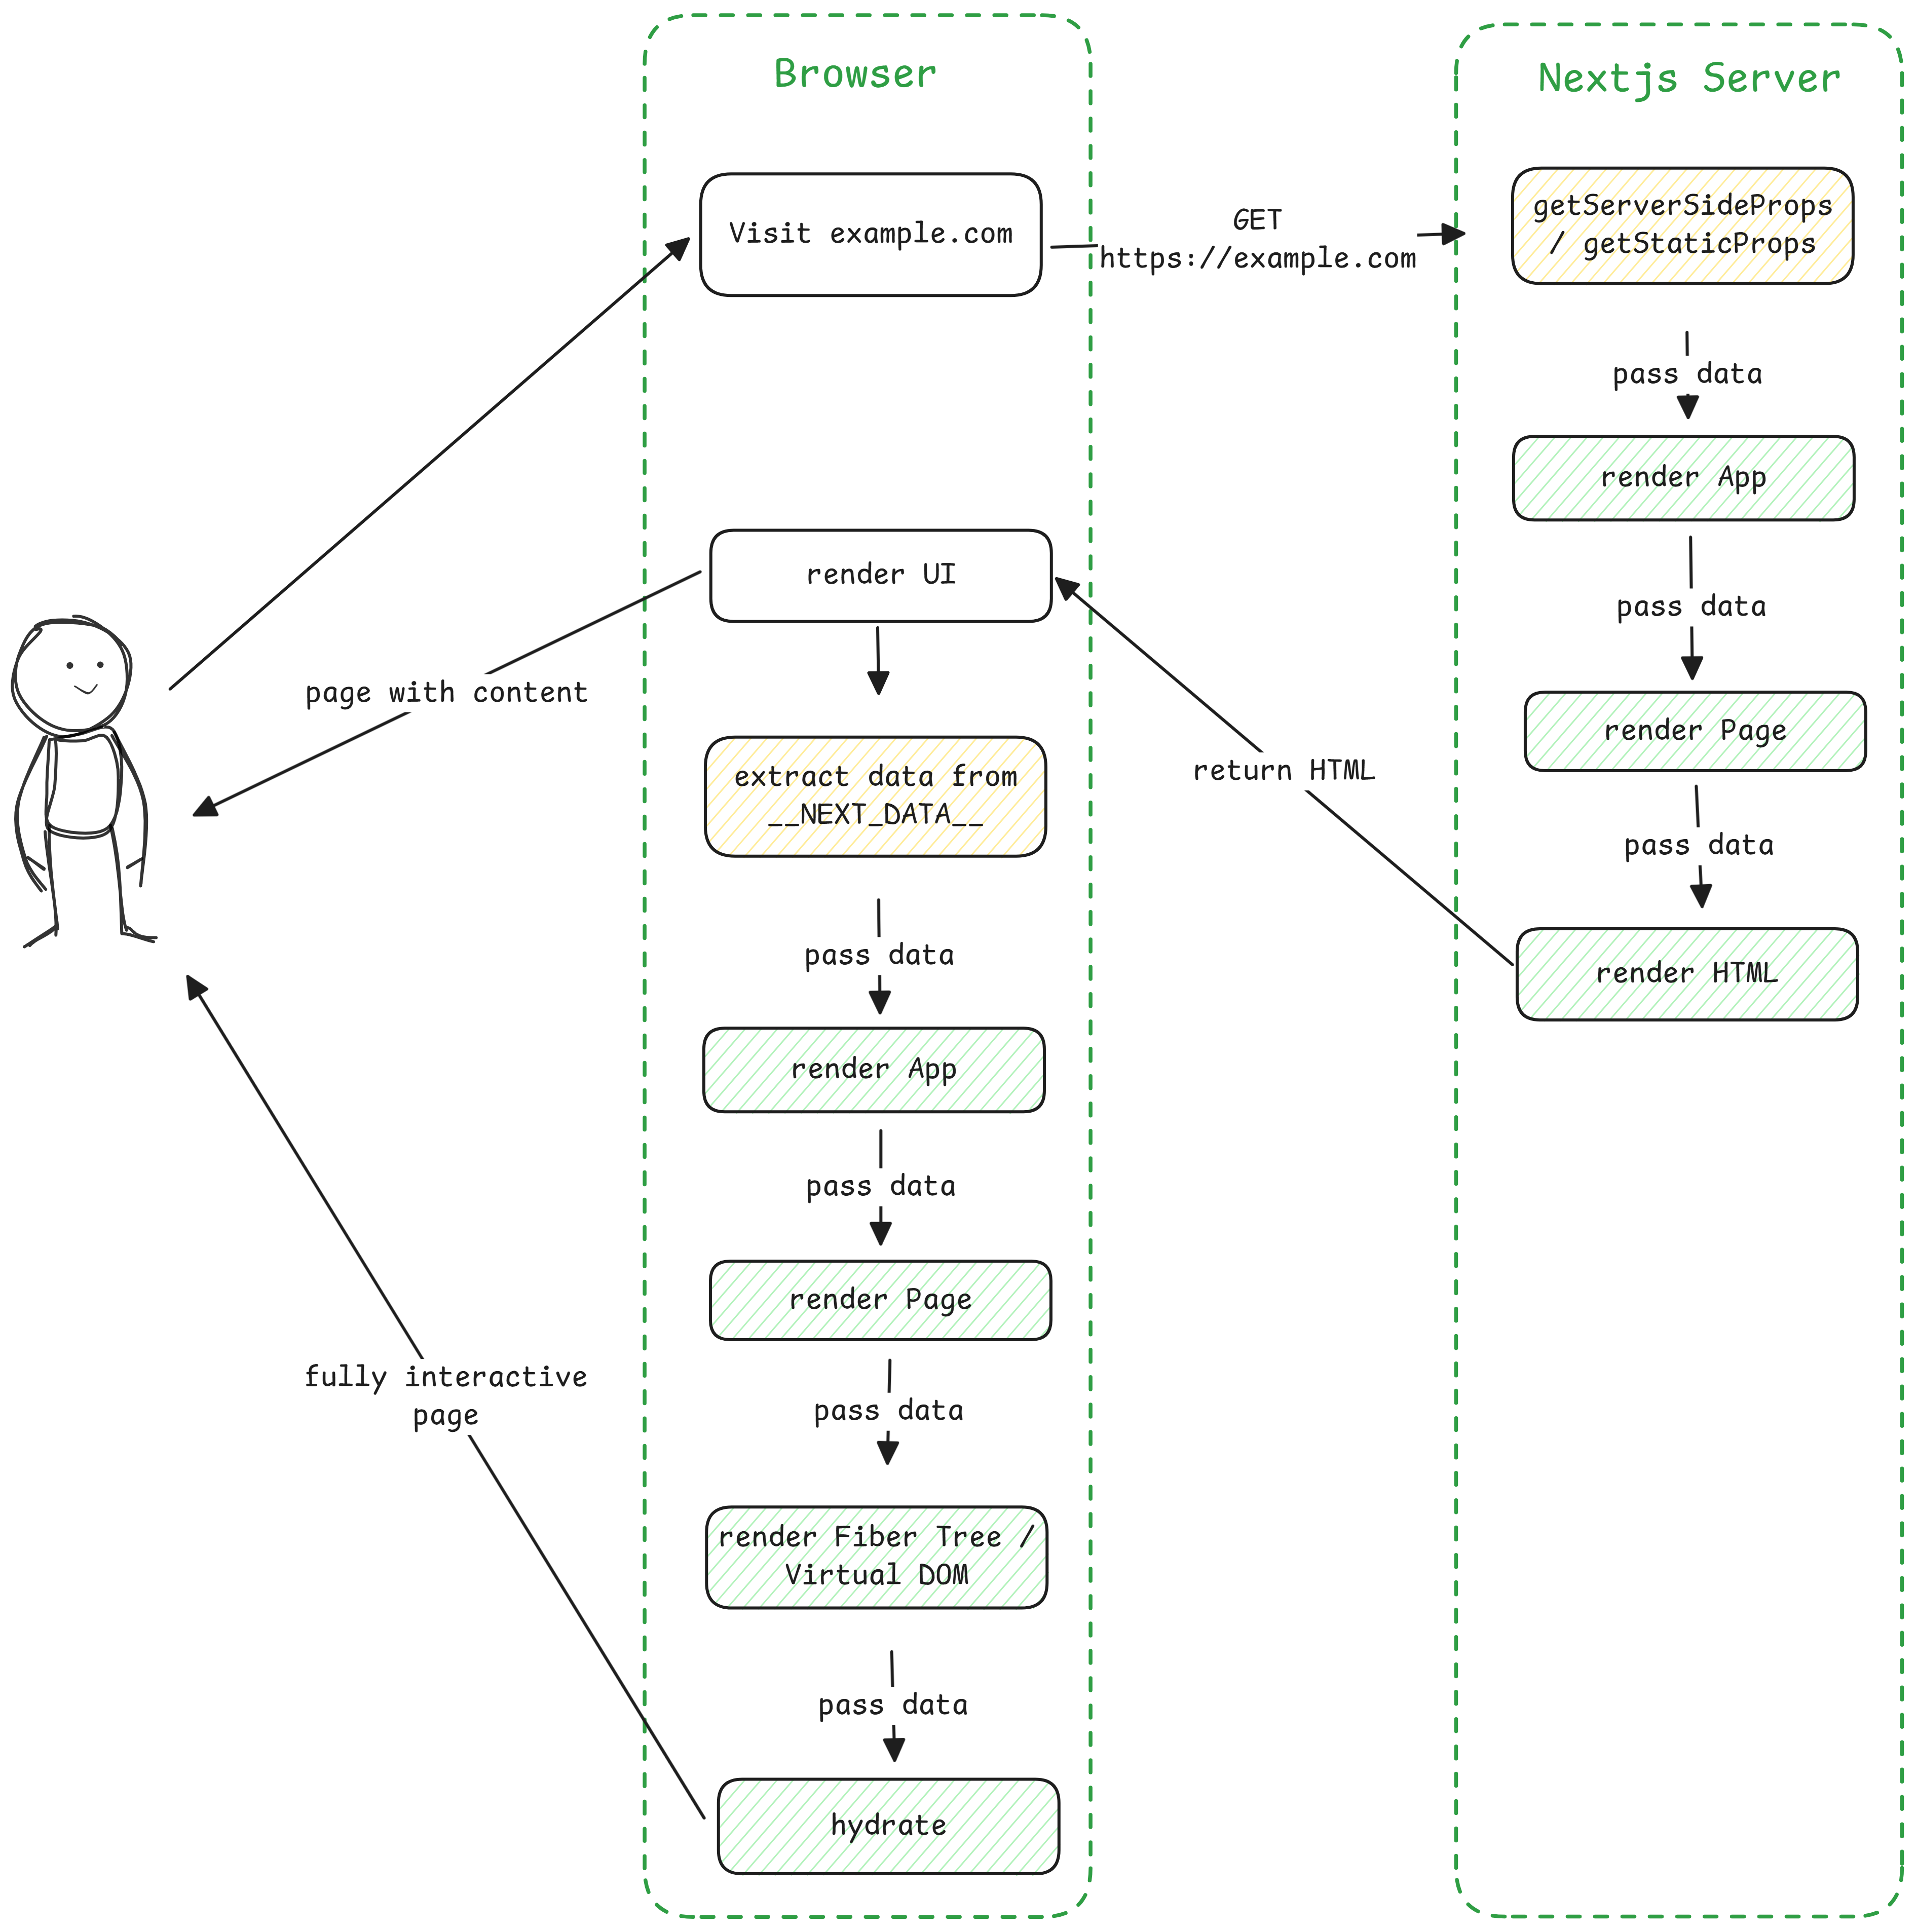 Browser
Nextjs Server
Visit example.com
GET
https://example.com
getServerSideProps
/ getStaticProps
pass data
render App
pass data
render Page
pass data
render HTML
return HTML
render UI
page with content
extract data from
__NEXT_DATA__
pass data
render App
pass data
render Page
pass data
render Fiber Tree /
Virtual DOM
pass data
hydrate
fully interactive
page